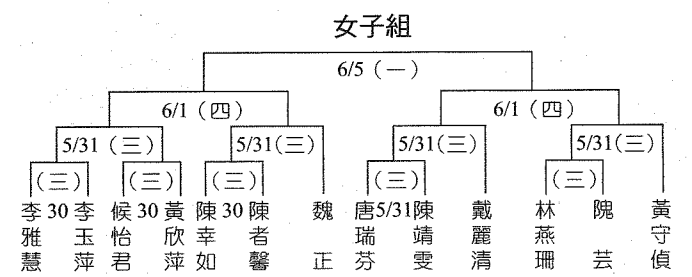 女子組
6/5（一）
6/1（四）
6/1（四）
5/31（三）
5/31（三）
5/31（三）
5/31（三）
（三）
（三）
（三）
（三）
（三）
李雅慧
30
李玉萍
候怡君
30
黃欣萍
陳幸如
30
陳者馨
魏正
唐瑞芬
5/31
陳靖雯
戴麗清
林燕珊
隗芸
黃守偵